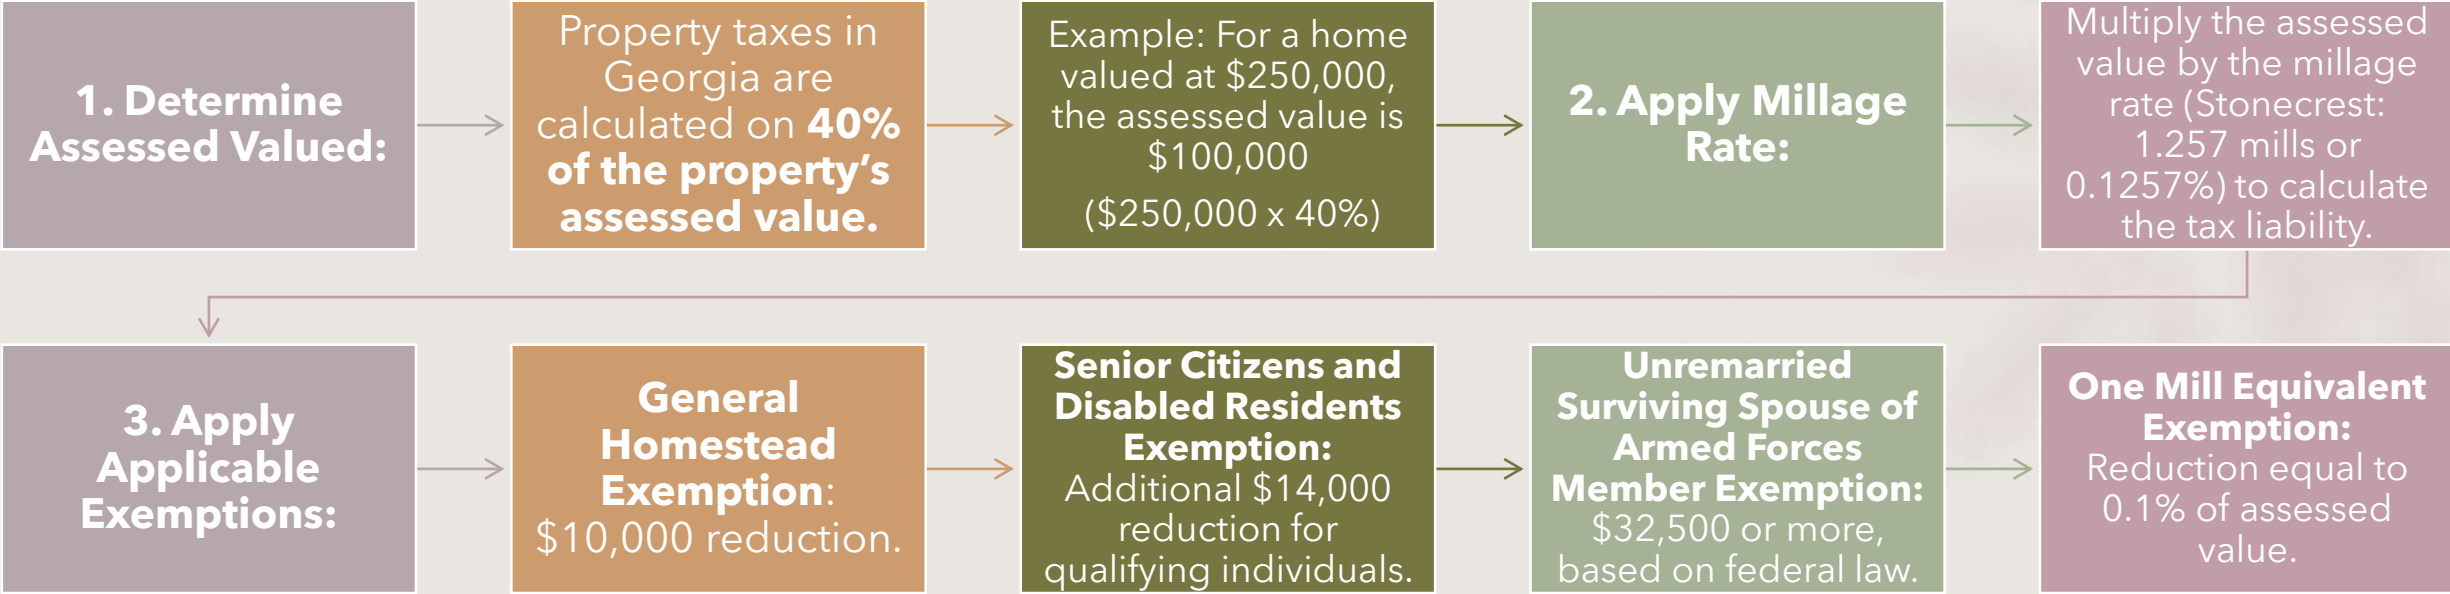 1. Determine
Assessed Valued:
Property taxes in
Georgia are
calculated on 40%
of the property’s
assessed value.
Example: For a home
valued at $250,000,
the assessed value is
$100,000
($250,000 x 40%)
2. Apply Millage
Rate:
Multiply the assessed
value by the millage
rate (Stonecrest:
1.257 mills or
0.1257%) to calculate
the tax liability.
3. Apply
Applicable
Exemptions:
General
Homestead
Exemption:
$10,000 reduction.
Senior Citizens and
Disabled Residents
Exemption:
Additional $14,000
reduction for
qualifying individuals.
Unremarried
Surviving Spouse of
Armed Forces
Member Exemption:
$32,500 or more,
based on federal law.
One Mill Equivalent
Exemption:
Reduction equal to
0.1% of assessed
value.